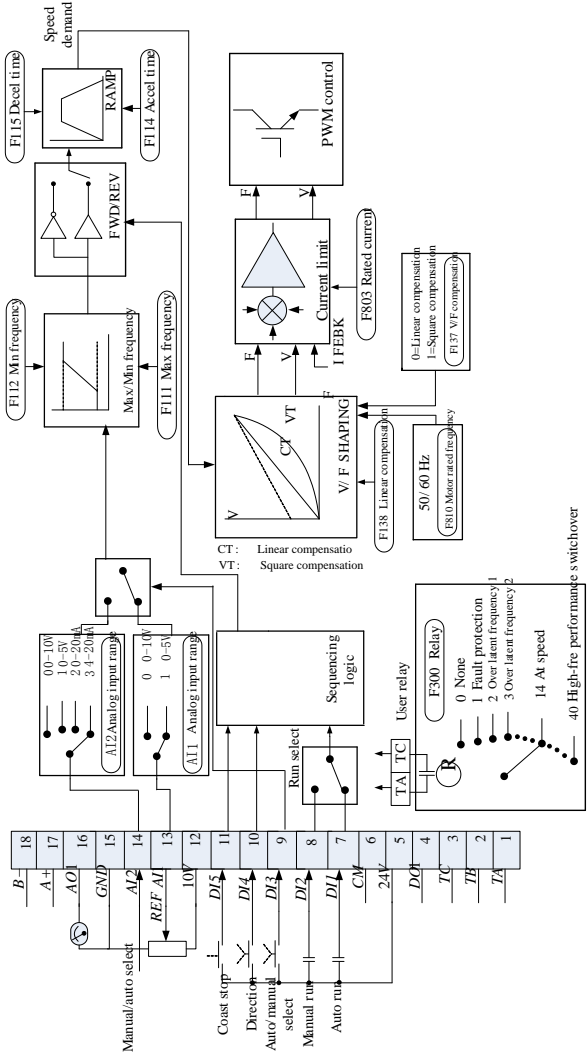 B-
A+
AO1
GND
AI2
REF AI1
10V
DI5
DI4
DI3
DI2
DI1
CM
24V
DO1
TC
TB
TA
18
17
16
15
14
13
12
11
10
9
8
7
6
5
4
3
2
1
Manual/auto select
Coast stop
Direction
Auto/manual
select
Manual run
Auto run
AI2 Analog input range
0 0-10V
1 0-5V
2 0-20mA
3 4-20mA
AI1 Analog input range
0 0-10V
1 0-5V
Run select
Sequencing
logic
F112 Min frequency
Max/Min frequency
F111 Max frequency
FWD/REV
F115 Decel time
RAMP
F114 Accel time
Speed
demand
V
CT
VT
F
V/F SHAPING
CT: Linear compensatio
VT: Square compensation
F138 Linear compensation
50/60 Hz
F810 Motor rated frequency
0=Linear compensation
1=Square compensation
F137 V/F compensation
F
V
I FEBK
Current limit
F803 Rated current
F
V
PWM control
User relay
TA
TC
R
F300 Relay
0 None
1 Fault protection
2 Over latent frequency 1
3 Over latent frequency 2
14 At speed
40 High-fre performance switchover